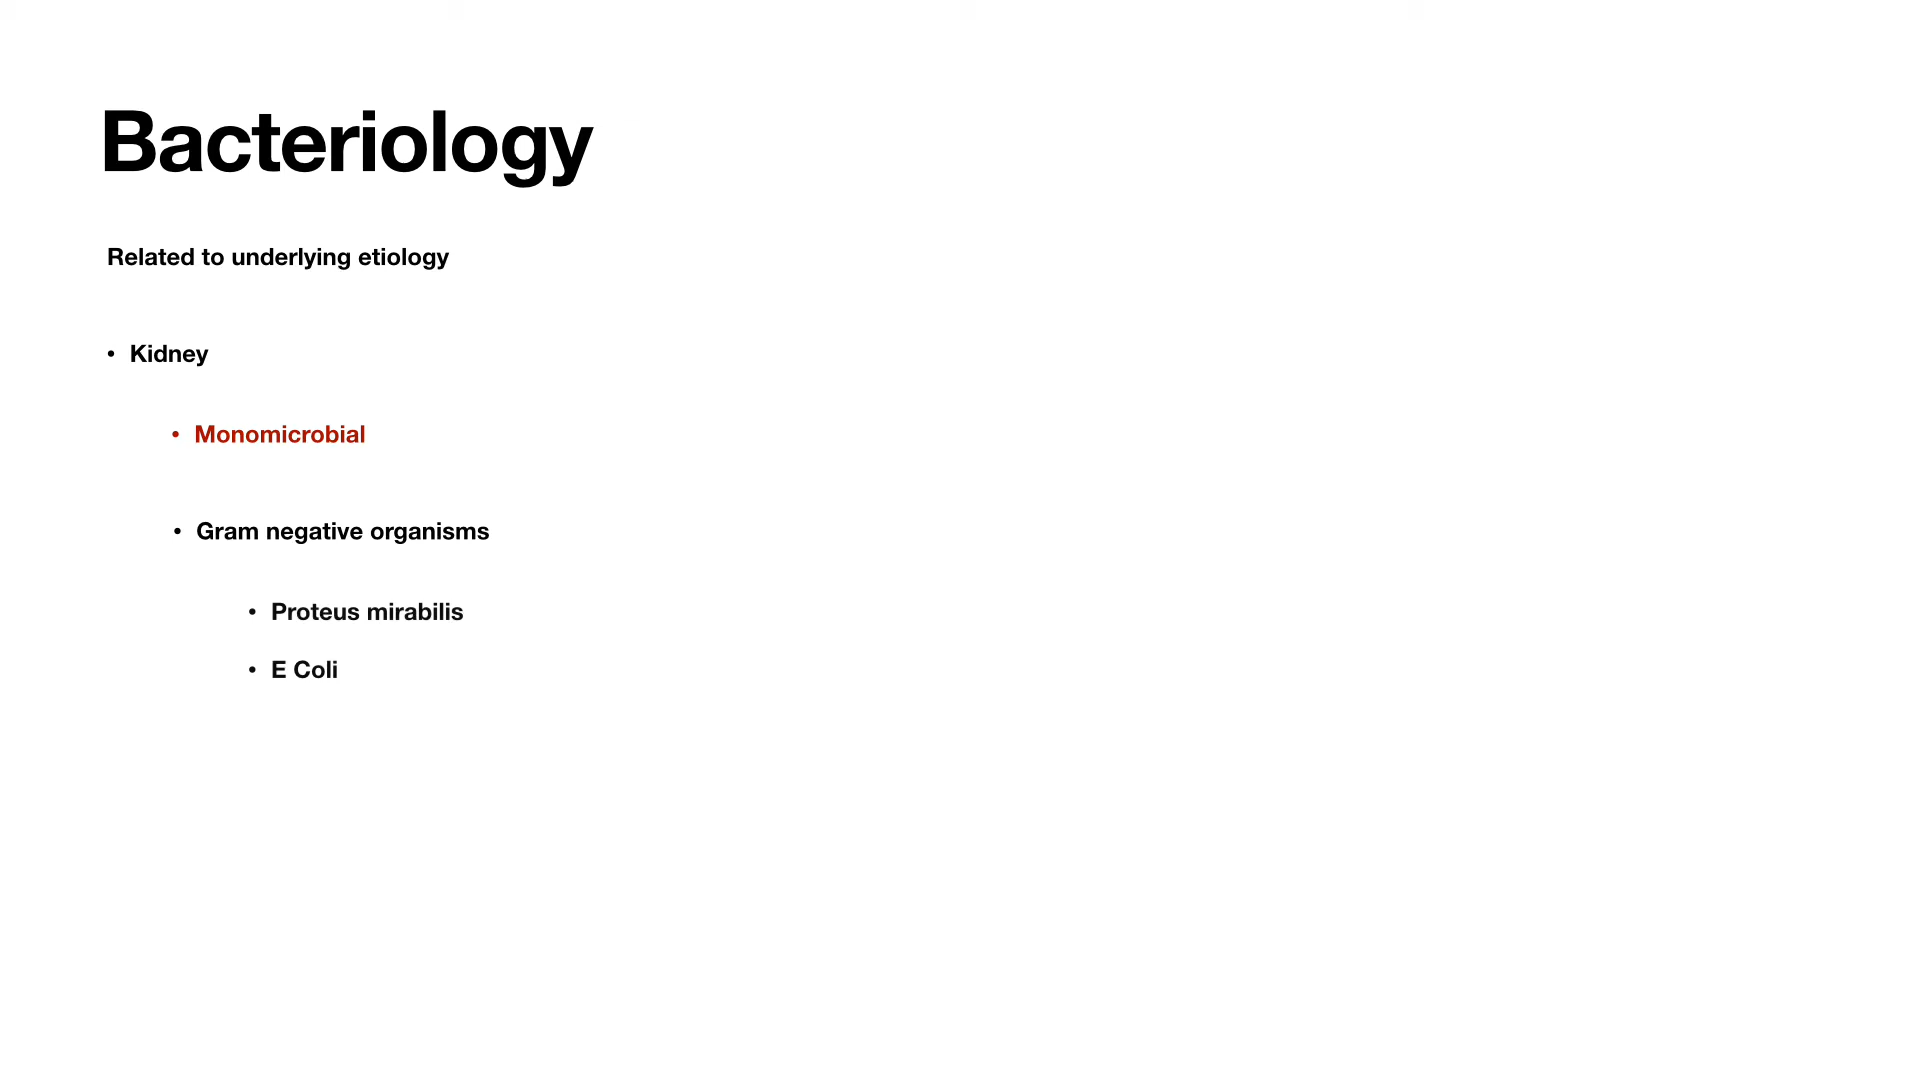 Bacteriology
Related to underlying etiology
• Kidney
• Monomicrobial
• Gram negative organisms
• Proteus mirabilis
• E Coli